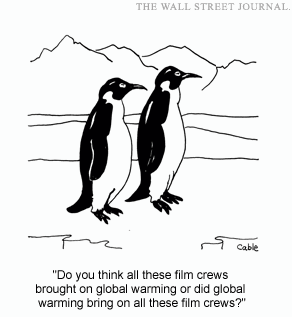 THE WALL STREET JOURNAL.
Cable
"Do you think all these film crews
brought on global warming or did global
warming bring on all these film crews?"